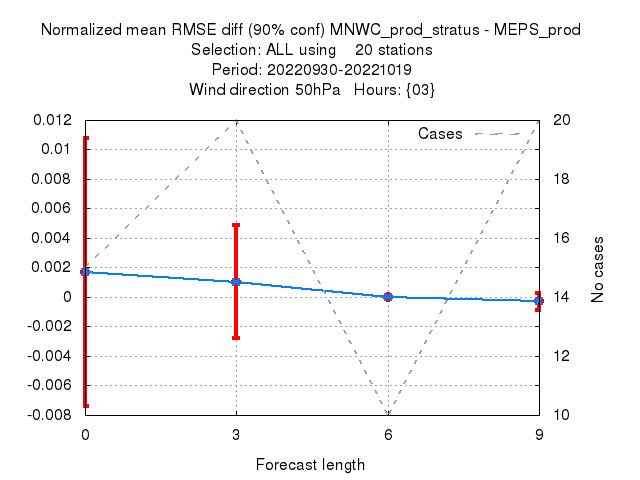 Normalized mean RMSE diff (90% conf) MNWC_prod_stratus - MEPS_prod
Selection: ALL using 20 stations
Period: 20220930-20221019
Wind direction 50hPa Hours: {03}
Cases
0.012
0.01
0.008
0.006
0.004
0.002
0
-0.002
-0.004
-0.006
-0.008
20
18
16
14
12
10
No cases
0 3 6 9
Forecast length